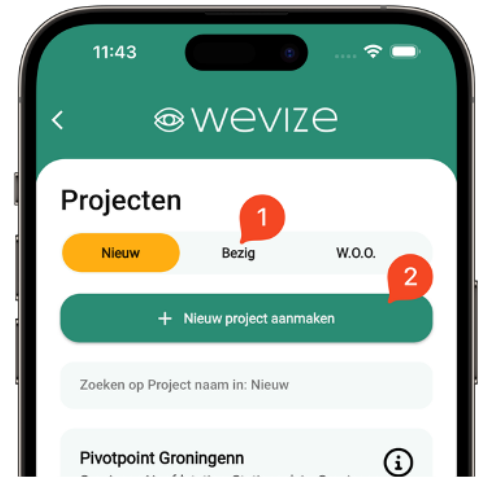 11:43
wevize
Projecten
1
Nieuw Bezig W.O.O.
2
+ Nieuw project aanmaken
Zoeken op Project naam in: Nieuw
Pivotpoint Groningenn